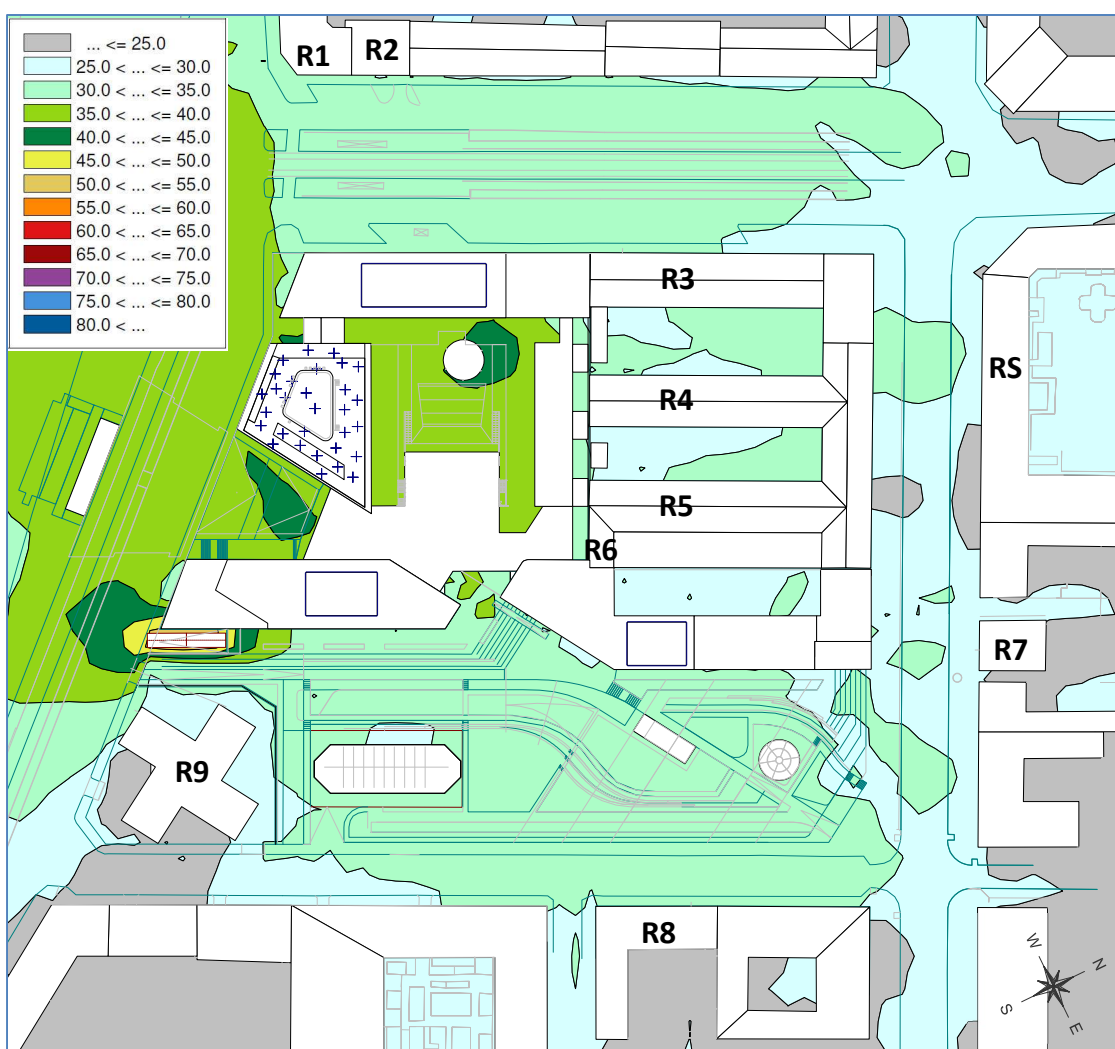 ... <= 25.0
25.0 < ... <= 30.0
30.0 < ... <= 35.0
35.0 < ... <= 40.0
40.0 < ... <= 45.0
45.0 < ... <= 50.0
50.0 < ... <= 55.0
55.0 < ... <= 60.0
60.0 < ... <= 65.0
65.0 < ... <= 70.0
70.0 < ... <= 75.0
75.0 < ... <= 80.0
80.0 < ...
R1 R2
R3
RS
R4
R5
R6
R7
R9
R8
W N
S E